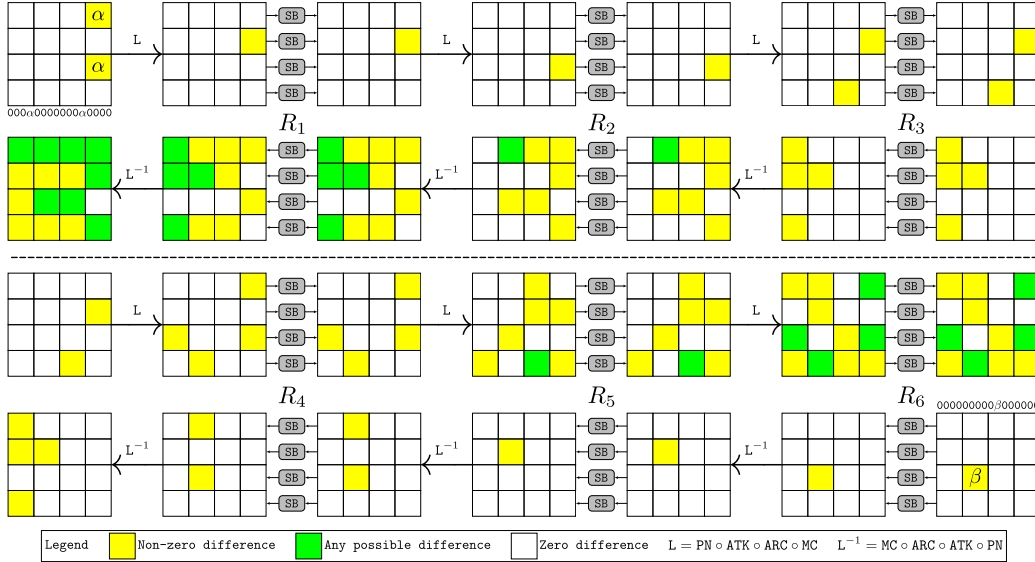 α L SB SB L SB L SB
SB SB SB
α SB SB SB
SB SB SB
000α0000000α0000
R₁ R₂ R₃
SB SB SB
L⁻¹ SB L⁻¹ SB L⁻¹ SB
SB SB SB
SB SB SB
L SB L SB L SB
SB SB SB
SB SB SB
SB SB SB
R₄ R₅ R₆
000000000β000000
SB SB SB
L⁻¹ SB L⁻¹ SB L⁻¹ SB
SB SB SB β
SB SB SB
Legend Non-zero difference Any possible difference Zero difference L = PN ∘ ATK ∘ ARC ∘ MC L⁻¹ = MC ∘ ARC ∘ ATK ∘ PN